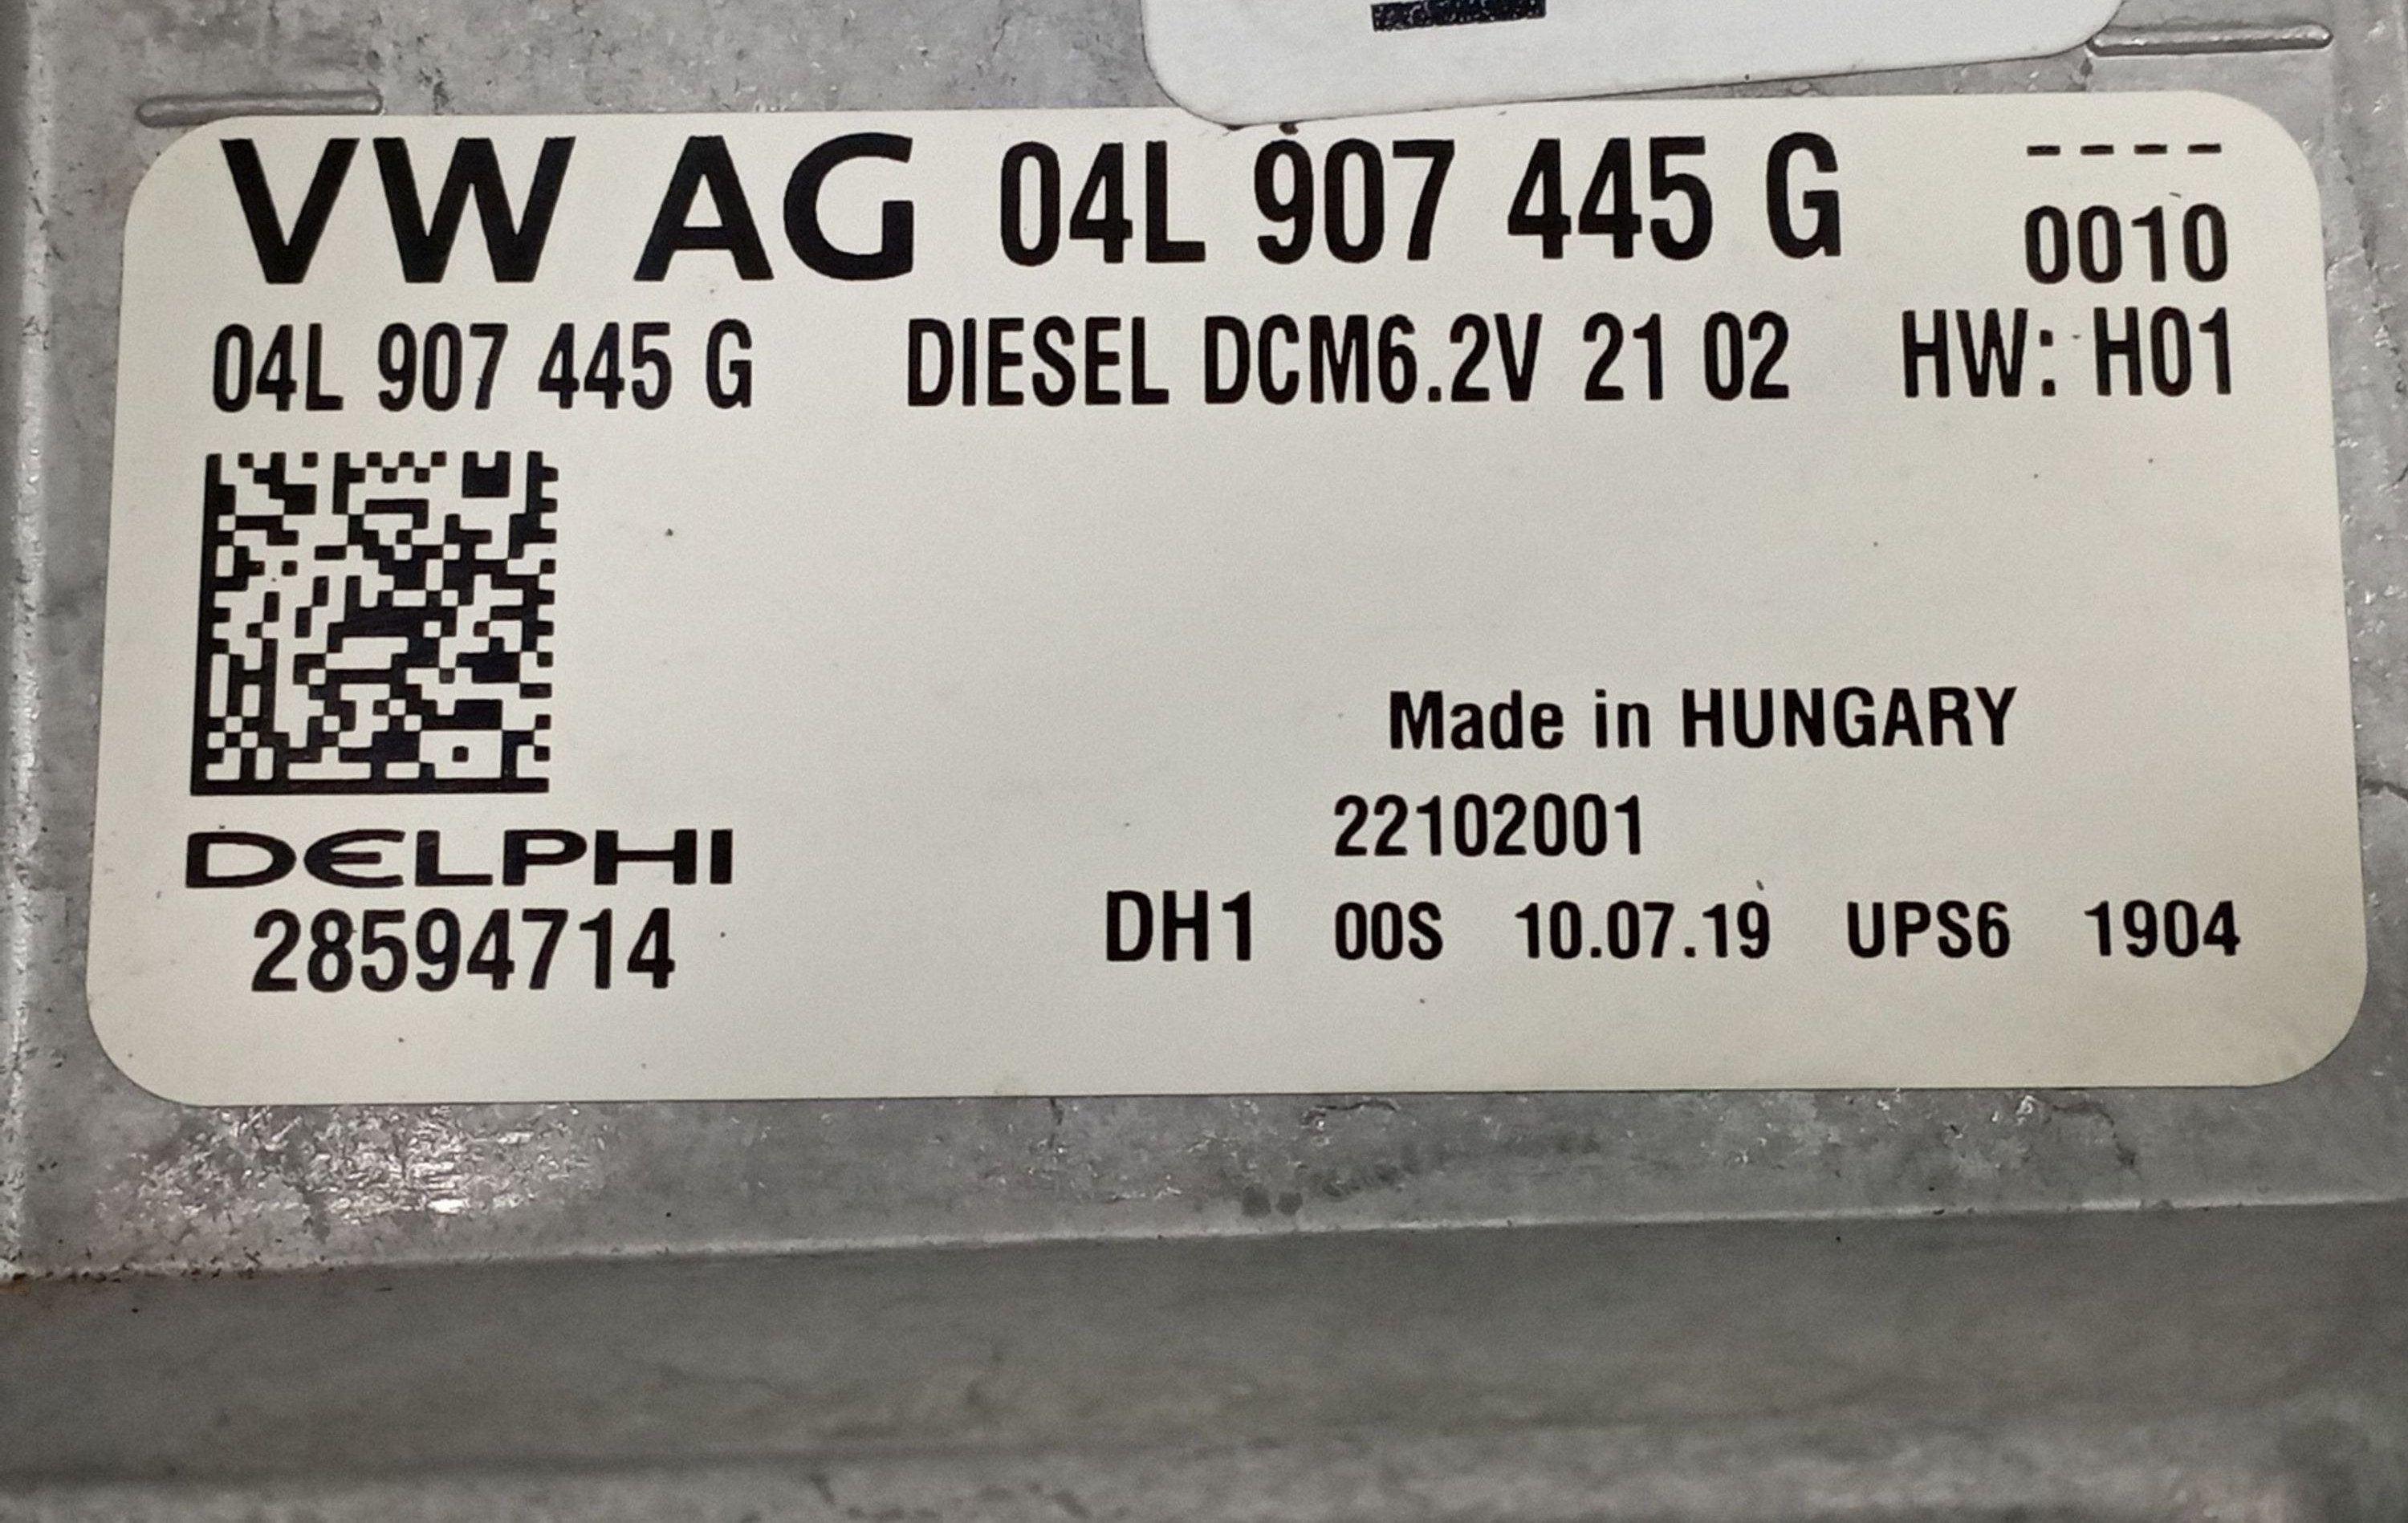 VW AG 04L 907 445 G ----
0010
04L 907 445 G DIESEL DCM6.2V 21 02 HW: H01
Made in HUNGARY
22102001
DELPHI
28594714
DH1 00S 10.07.19 UPS6 1904